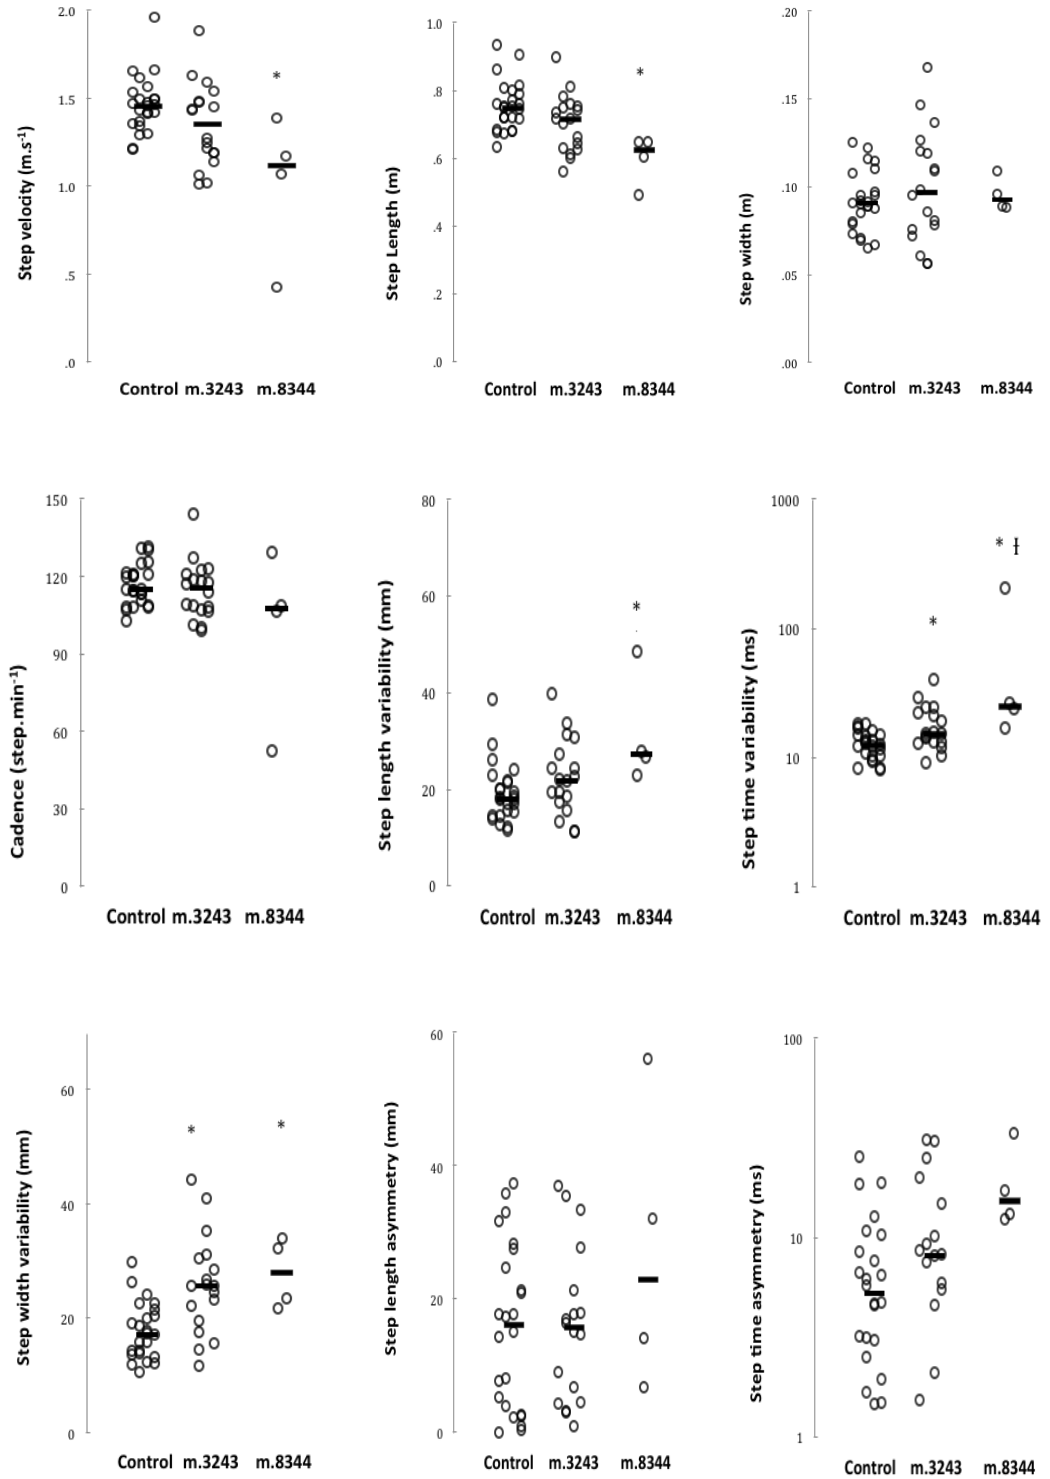 Step velocity (m.s-1)
2.0
1.5
1.0
.5
.0
Control m.3243 m.8344
*
Step Length (m)
1.0
.8
.6
.4
.2
.0
Control m.3243 m.8344
*
Step width (m)
.20
.15
.10
.05
.00
Control m.3243 m.8344
Cadence (step.min-1)
150
120
90
60
30
0
Control m.3243 m.8344
Step length variability (mm)
80
60
40
20
0
Control m.3243 m.8344
*
Step time variability (ms)
1000
100
10
1
Control m.3243 m.8344
*
* ƚ
Step width variability (mm)
60
40
20
0
Control m.3243 m.8344
*
*
Step length asymmetry (mm)
60
40
20
0
Control m.3243 m.8344
Step time asymmetry (ms)
100
10
1
Control m.3243 m.8344